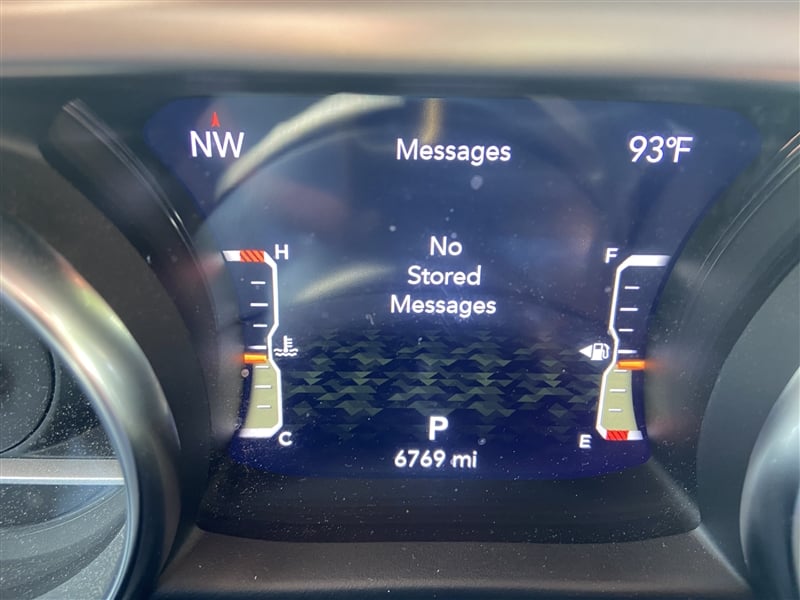 NW
Messages
93°F
No
Stored
Messages
H
F
C
E
P
6769 mi